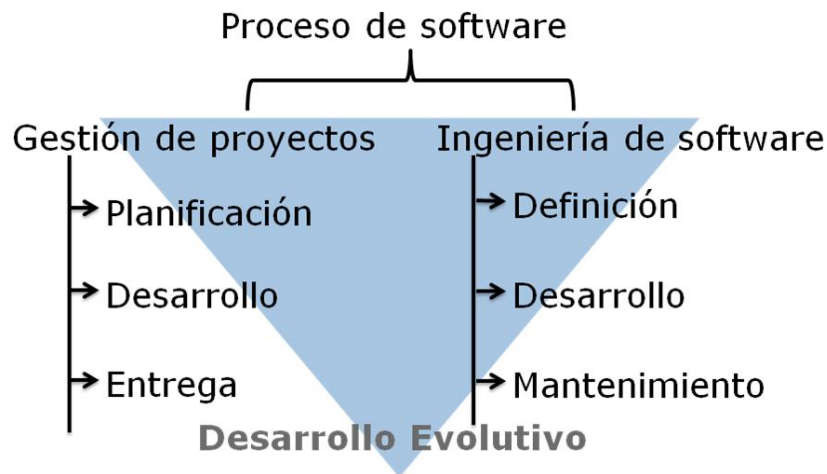 Proceso de software
Gestión de proyectos
Planificación
Desarrollo
Entrega
Ingeniería de software
Definición
Desarrollo
Mantenimiento
Desarrollo Evolutivo